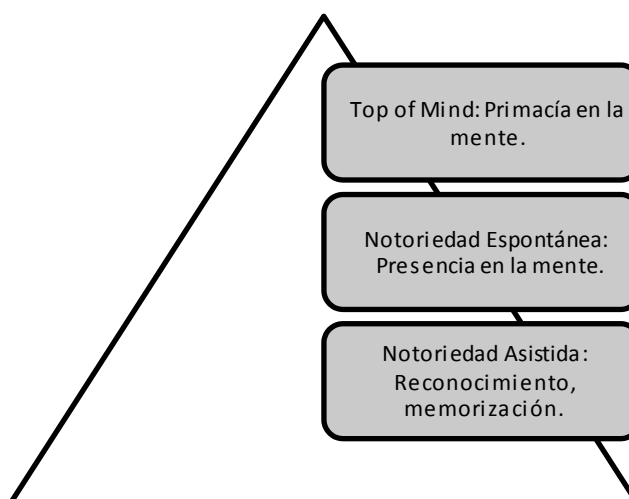 Top of Mind: Primacía en la
mente.
Notoriedad Espontánea:
Presencia en la mente.
Notoriedad Asistida:
Reconocimiento,
memorización.